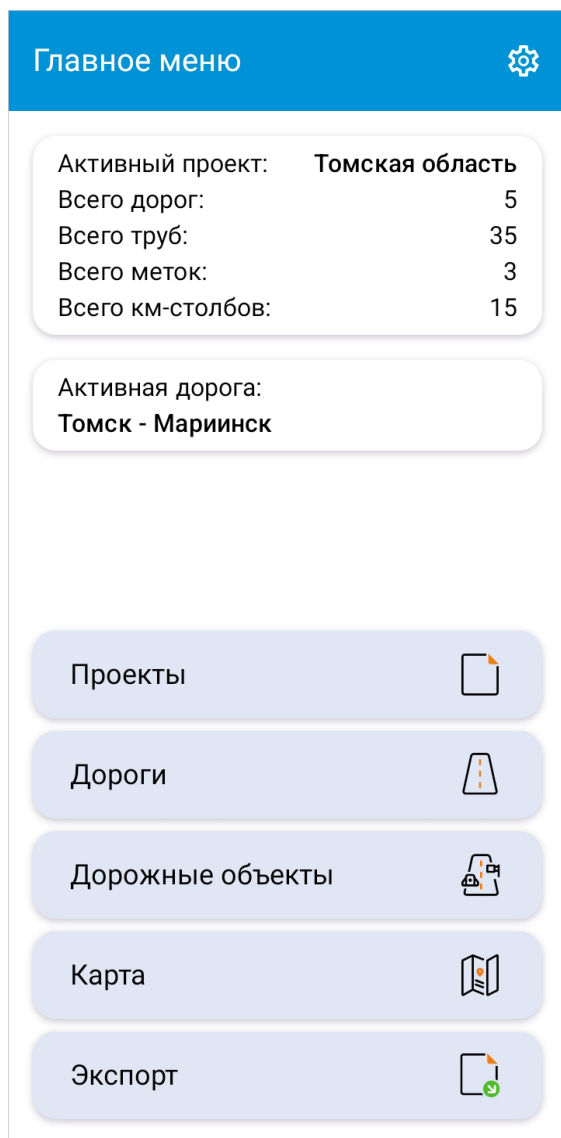 Главное меню
Активный проект: Томская область
Всего дорог: 5
Всего труб: 35
Всего меток: 3
Всего км-столбов: 15
Активная дорога:
Томск - Мариинск
Проекты
Дороги
Дорожные объекты
Карта
Экспорт